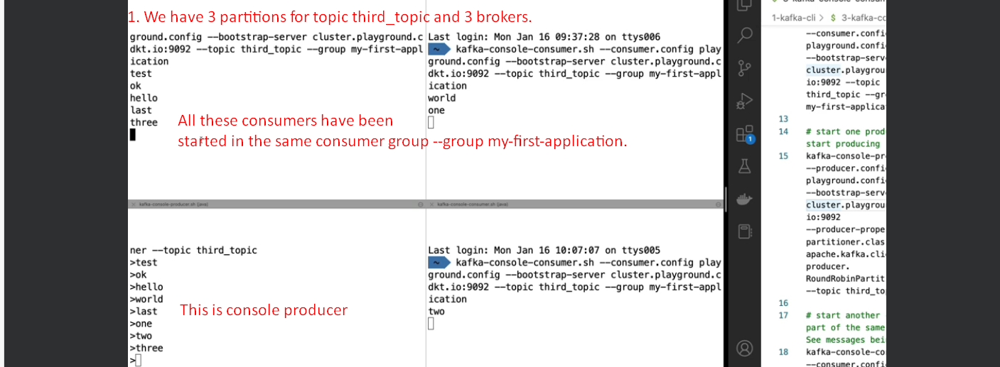 1. We have 3 partitions for topic third_topic and 3 brokers.
ground.config --bootstrap-server cluster.playground.c
dkt.io:9092 --topic third_topic --group my-first-appl
ication
test
ok
hello
last
three
All these consumers have been
started in the same consumer group --group my-first-application.
Last login: Mon Jan 16 09:37:28 on ttys006
~ kafka-console-consumer.sh --consumer.config play
ground.config --bootstrap-server cluster.playground.c
dkt.io:9092 --topic third_topic --group my-first-appl
ication
world
one
kafka-console-producer.sh (java)
kafka-console-consumer.sh (java)
ner --topic third_topic
>test
>ok
>hello
>world
>last
>one
>two
>three
>
This is console producer
Last login: Mon Jan 16 10:07:07 on ttys005
~ kafka-console-consumer.sh --consumer.config play
ground.config --bootstrap-server cluster.playground.c
dkt.io:9092 --topic third_topic --group my-first-appl
ication
two
1
1-kafka-cli > $ 3-kafka-co
--consumer.confi
playground.confi
--bootstrap-serv
cluster.playgrou
io:9092 --topic
third_topic --gr
my-first-applica
13
14 # start one prod
start producing
15 kafka-console-pr
--producer.confi
playground.confi
--bootstrap-serv
cluster.playgrou
io:9092
--producer-prope
partitioner.clas
apache.kafka.cli
producer.
RoundRobinPartit
--topic third_to
16
17 # start another
part of the same
See messages bei
18 kafka-console-co
--consumer.confi